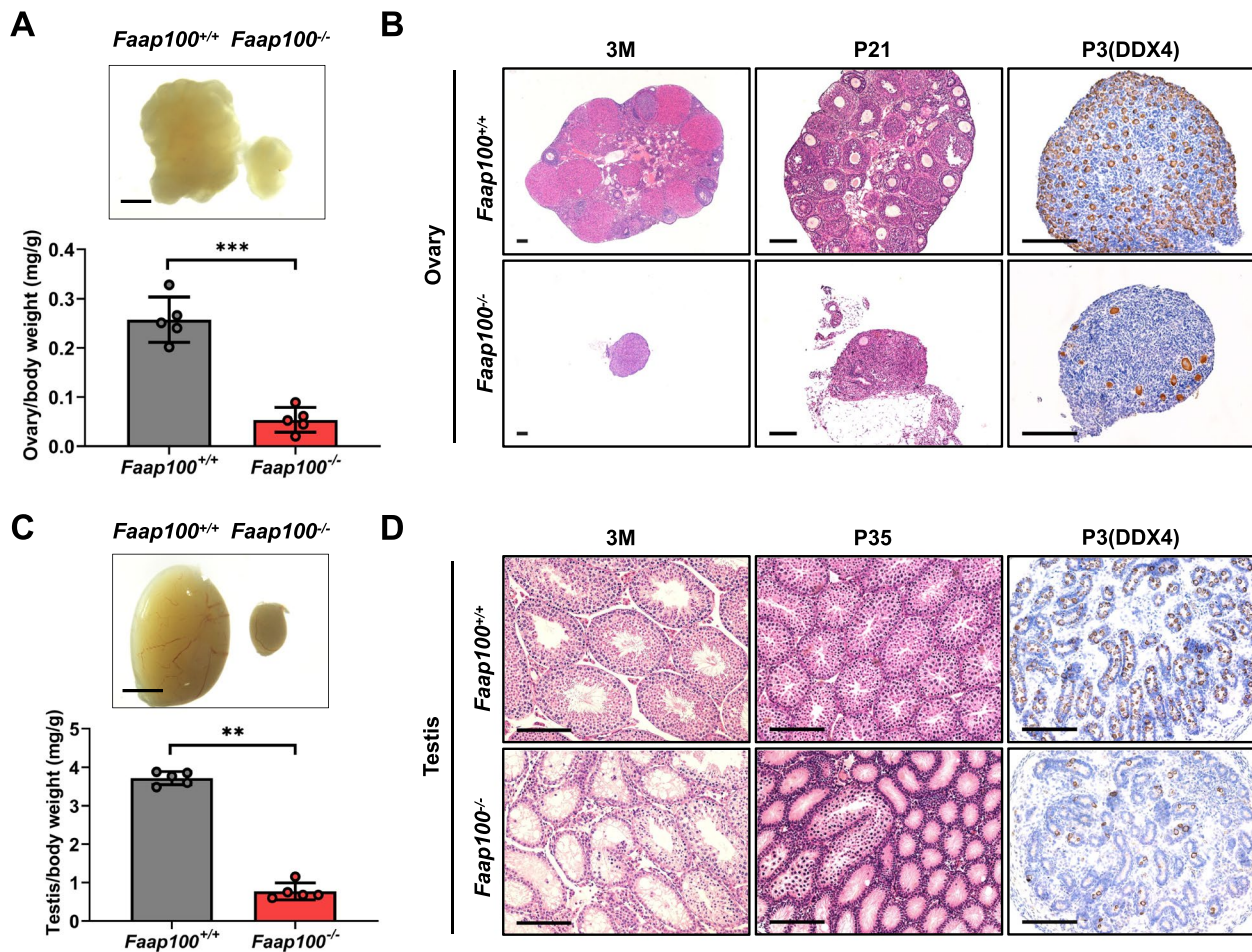 A
Faap100+/+ Faap100-/-
Ovary/body weight (mg/g)
0.4
0.3
0.2
0.1
0.0
***
Faap100+/+ Faap100-/-
B
3M P21 P3(DDX4)
Ovary
Faap100+/+
Faap100-/-
C
Faap100+/+ Faap100-/-
Testis/body weight (mg/g)
5
4
3
2
1
0
**
Faap100+/+ Faap100-/-
D
3M P35 P3(DDX4)
Testis
Faap100+/+
Faap100-/-